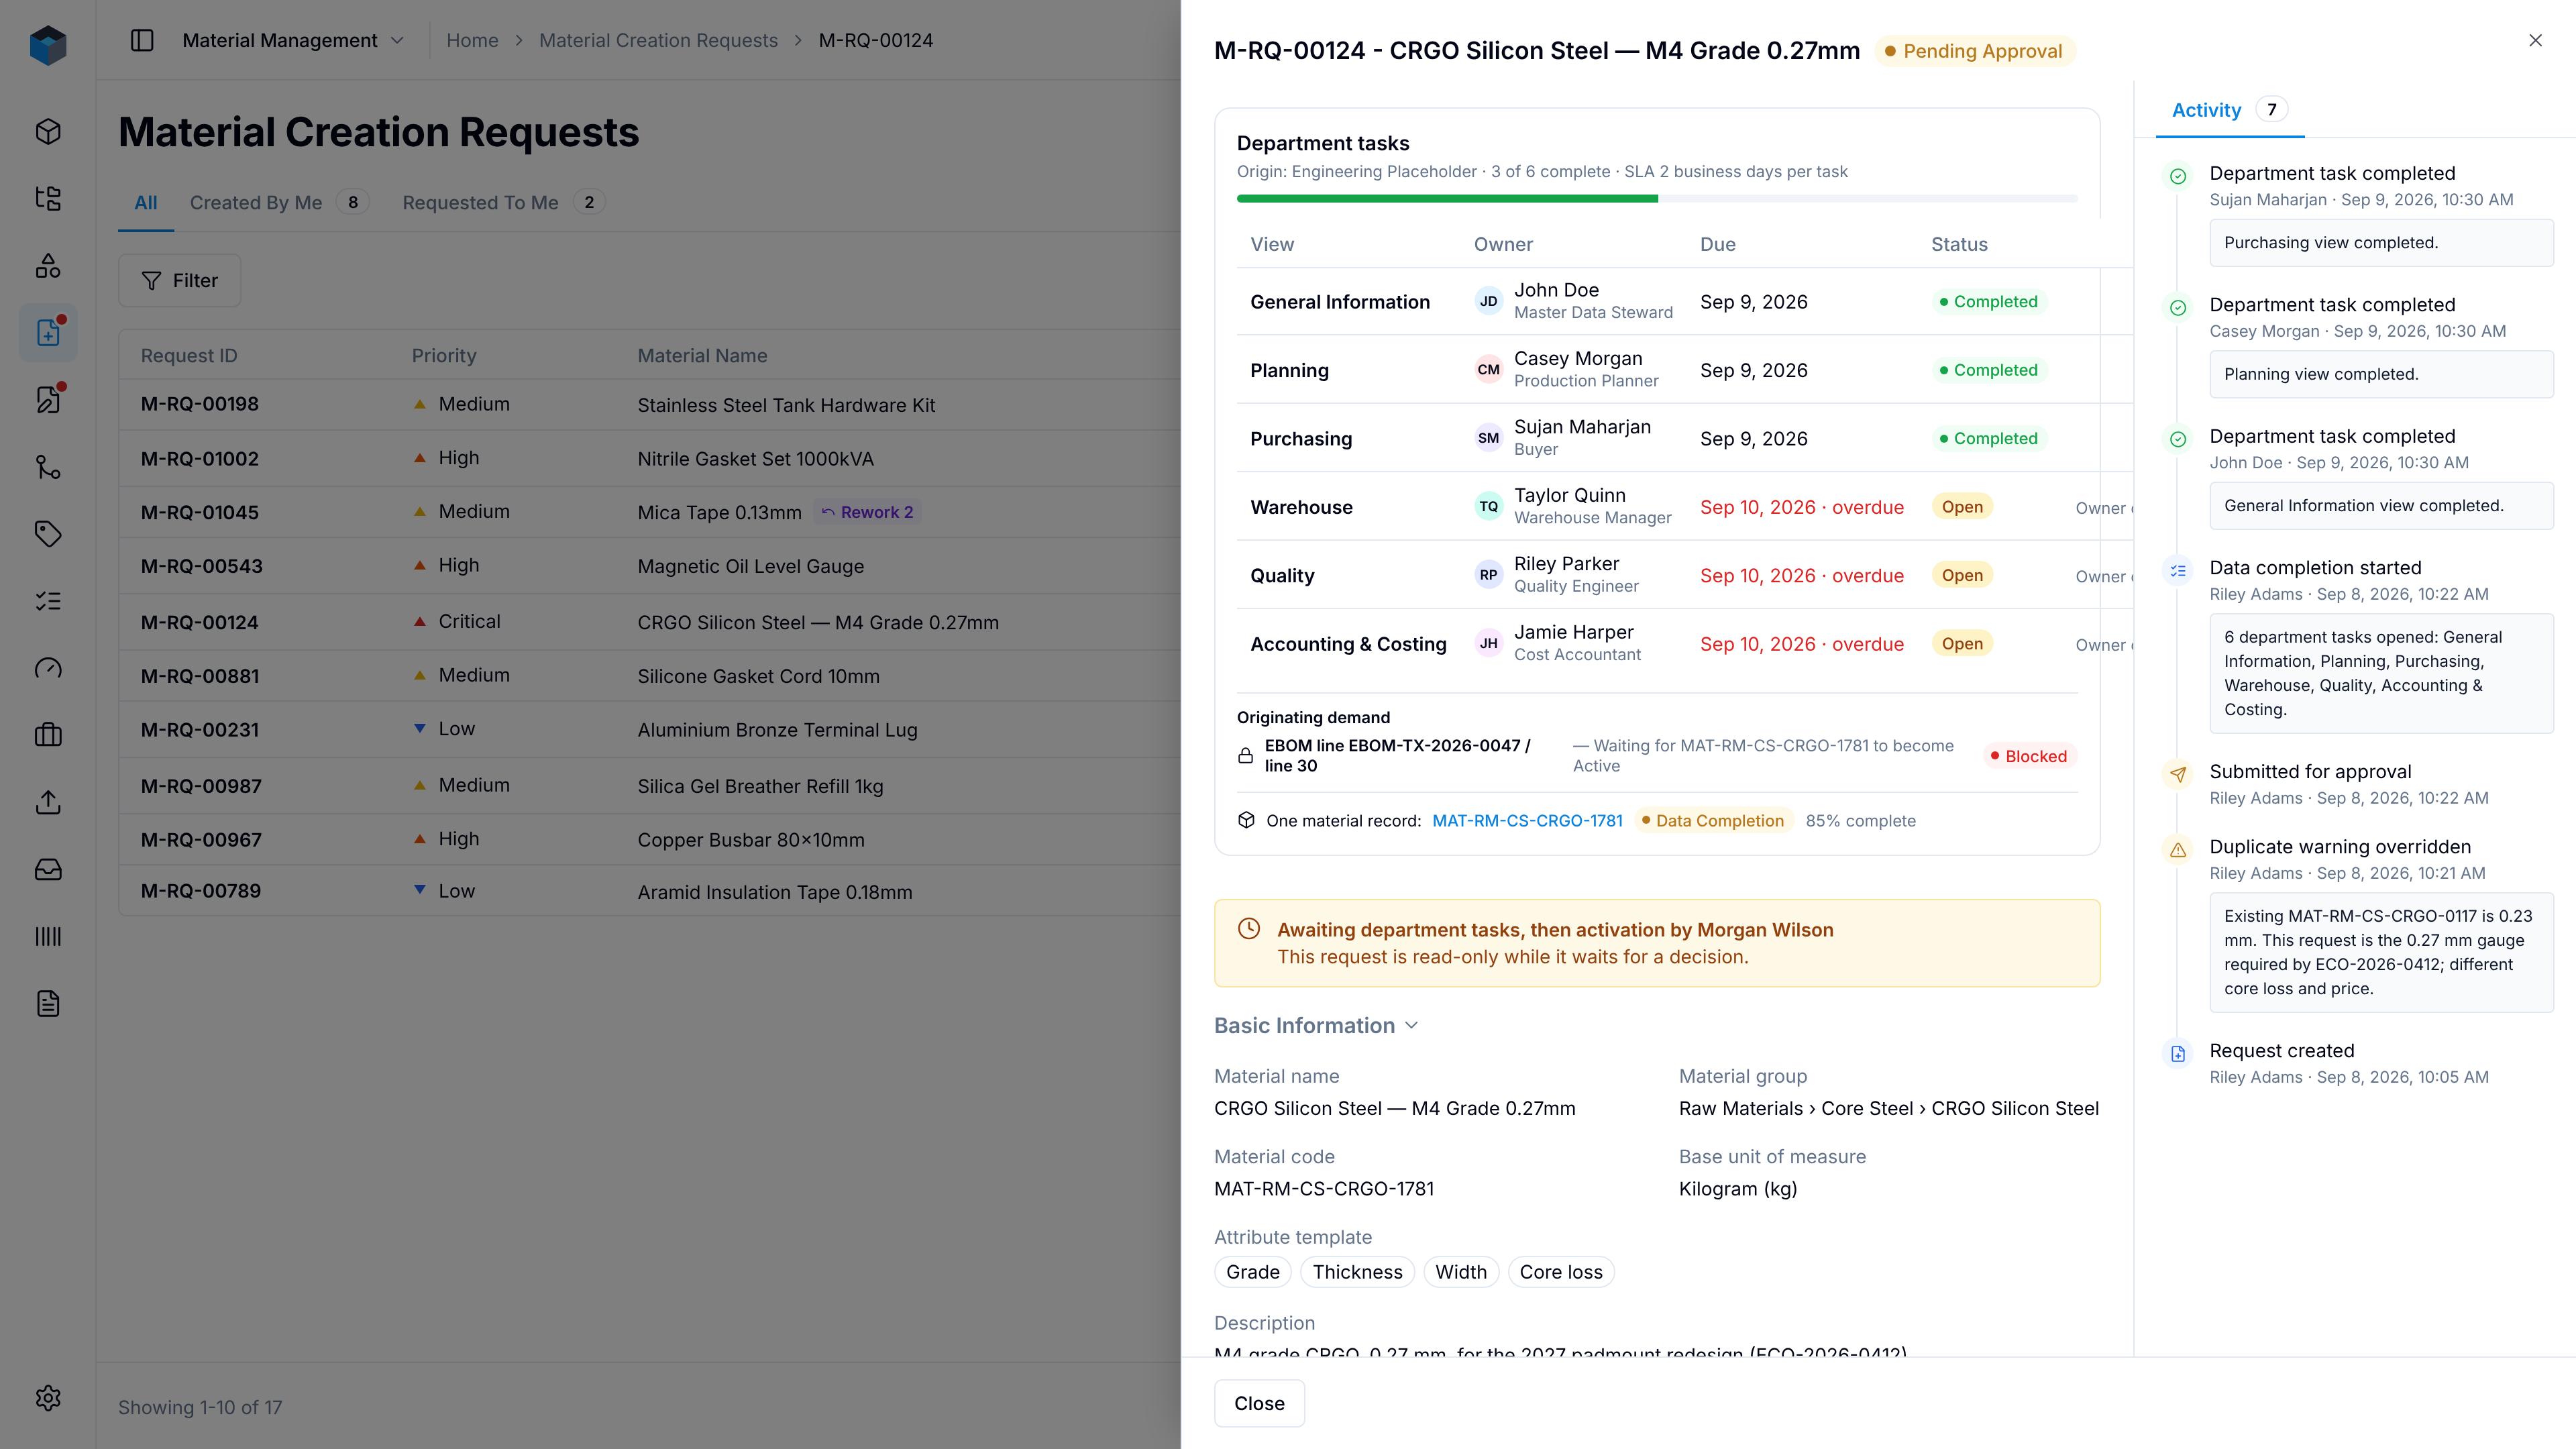 Material Management
Home > Material Creation Requests > M-RQ-00124
Material Creation Requests
All
Created By Me 8
Requested To Me 2
Filter
Request ID Priority Material Name
M-RQ-00198 Medium Stainless Steel Tank Hardware Kit
M-RQ-01002 High Nitrile Gasket Set 1000kVA
M-RQ-01045 Medium Mica Tape 0.13mm Rework 2
M-RQ-00543 High Magnetic Oil Level Gauge
M-RQ-00124 Critical CRGO Silicon Steel — M4 Grade 0.27mm
M-RQ-00881 Medium Silicone Gasket Cord 10mm
M-RQ-00231 Low Aluminium Bronze Terminal Lug
M-RQ-00987 Medium Silica Gel Breather Refill 1kg
M-RQ-00967 High Copper Busbar 80×10mm
M-RQ-00789 Low Aramid Insulation Tape 0.18mm
Showing 1-10 of 17
M-RQ-00124 - CRGO Silicon Steel — M4 Grade 0.27mm Pending Approval
Department tasks
Origin: Engineering Placeholder · 3 of 6 complete · SLA 2 business days per task
View Owner Due Status
General Information JD John Doe Sep 9, 2026 Completed
Master Data Steward
Planning CM Casey Morgan Sep 9, 2026 Completed
Production Planner
Purchasing SM Sujan Maharjan Sep 9, 2026 Completed
Buyer
Warehouse TQ Taylor Quinn Sep 10, 2026 · overdue Open Owner
Warehouse Manager
Quality RP Riley Parker Sep 10, 2026 · overdue Open Owner
Quality Engineer
Accounting & Costing JH Jamie Harper Sep 10, 2026 · overdue Open Owner
Cost Accountant
Originating demand
EBOM line EBOM-TX-2026-0047 /
line 30
— Waiting for MAT-RM-CS-CRGO-1781 to become
Active
Blocked
One material record: MAT-RM-CS-CRGO-1781 Data Completion 85% complete
Awaiting department tasks, then activation by Morgan Wilson
This request is read-only while it waits for a decision.
Basic Information
Material name
CRGO Silicon Steel — M4 Grade 0.27mm
Material group
Raw Materials › Core Steel › CRGO Silicon Steel
Material code
MAT-RM-CS-CRGO-1781
Base unit of measure
Kilogram (kg)
Attribute template
Grade Thickness Width Core loss
Description
M4 grade CRGO, 0.27 mm, for the 2027 padmount redesign (ECO-2026-0412)
Close
Activity 7
Department task completed
Sujan Maharjan · Sep 9, 2026, 10:30 AM
Purchasing view completed.
Department task completed
Casey Morgan · Sep 9, 2026, 10:30 AM
Planning view completed.
Department task completed
John Doe · Sep 9, 2026, 10:30 AM
General Information view completed.
Data completion started
Riley Adams · Sep 8, 2026, 10:22 AM
6 department tasks opened: General
Information, Planning, Purchasing,
Warehouse, Quality, Accounting &
Costing.
Submitted for approval
Riley Adams · Sep 8, 2026, 10:22 AM
Duplicate warning overridden
Riley Adams · Sep 8, 2026, 10:21 AM
Existing MAT-RM-CS-CRGO-0117 is 0.23
mm. This request is the 0.27 mm gauge
required by ECO-2026-0412; different
core loss and price.
Request created
Riley Adams · Sep 8, 2026, 10:05 AM